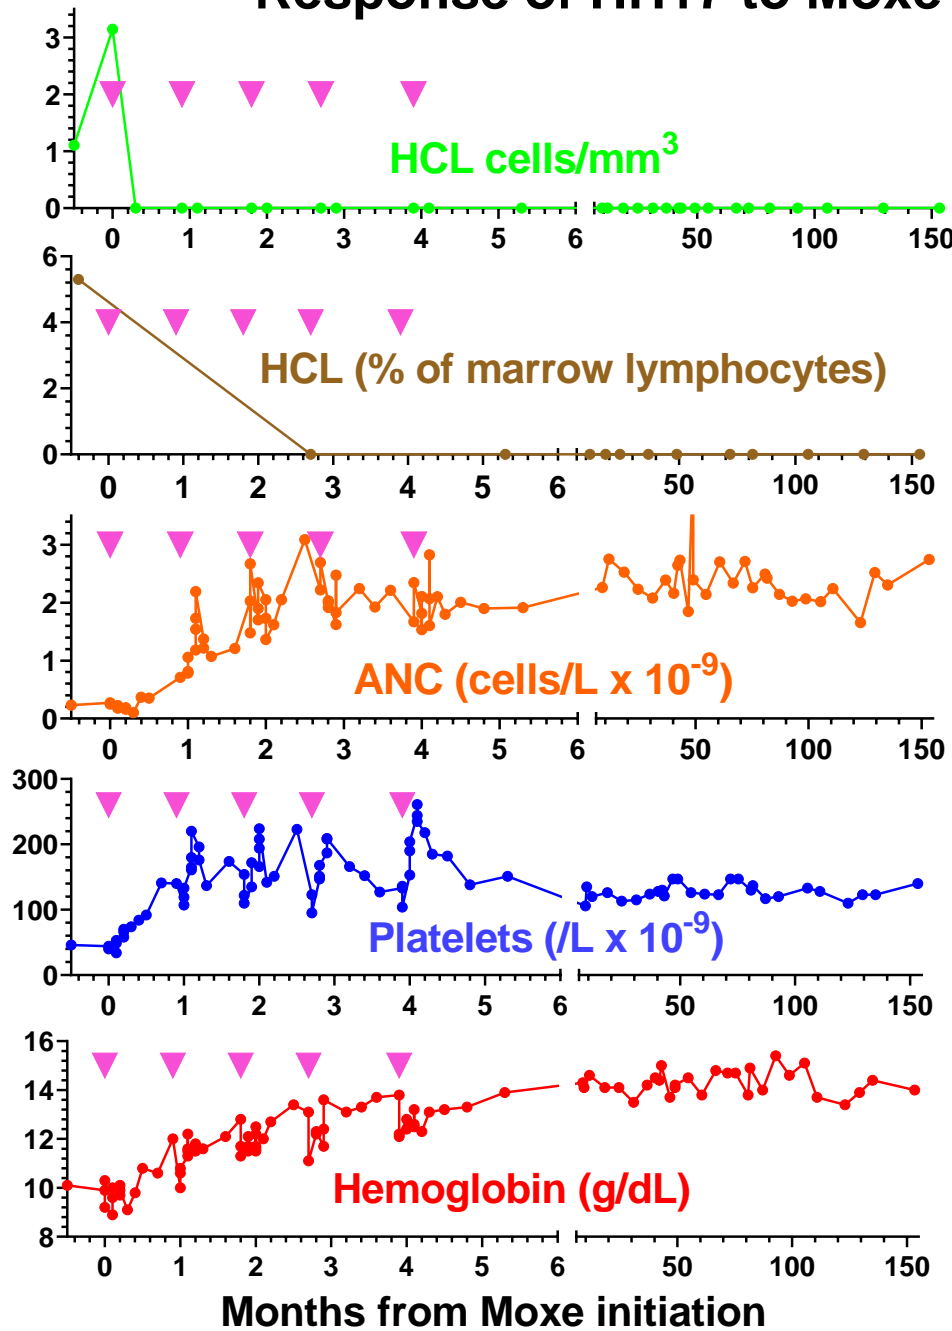 Response of to Moxe
3
2
1
0
HCL cells/mm³
0 1 2 3 4 5 6 50 100 150
6
4
2
0
HCL (% of marrow lymphocytes)
0 1 2 3 4 5 6 50 100 150
3
2
1
0
ANC (cells/L x 10⁻⁹)
0 1 2 3 4 5 6 50 100 150
300
200
100
0
Platelets (/L x 10⁻⁹)
0 1 2 3 4 5 6 50 100 150
16
14
12
10
8
Hemoglobin (g/dL)
0 1 2 3 4 5 6 50 100 150
Months from Moxe initiation